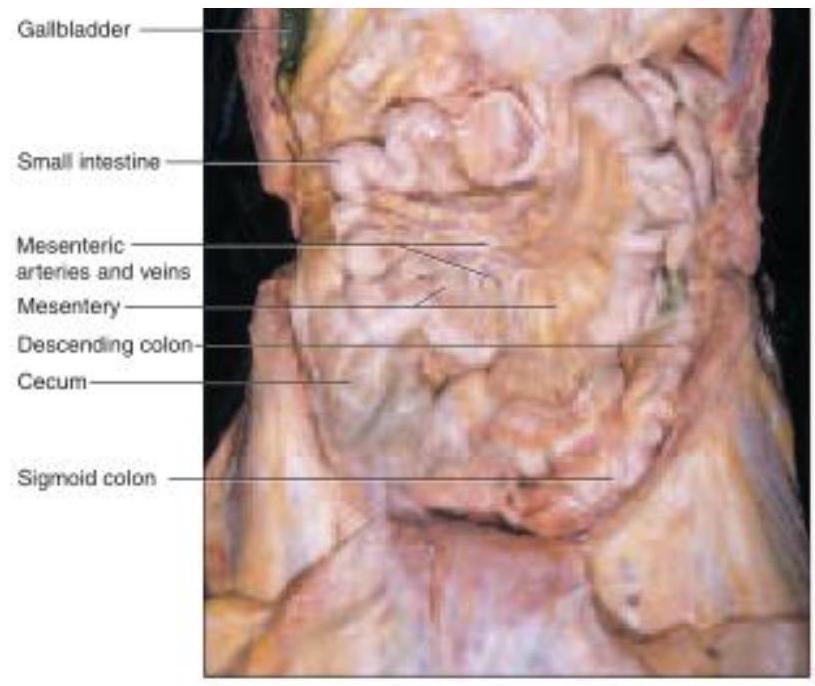 Gallbladder
Small intestine
Mesenteric
arteries and veins
Mesentery
Descending colon
Cecum
Sigmoid colon